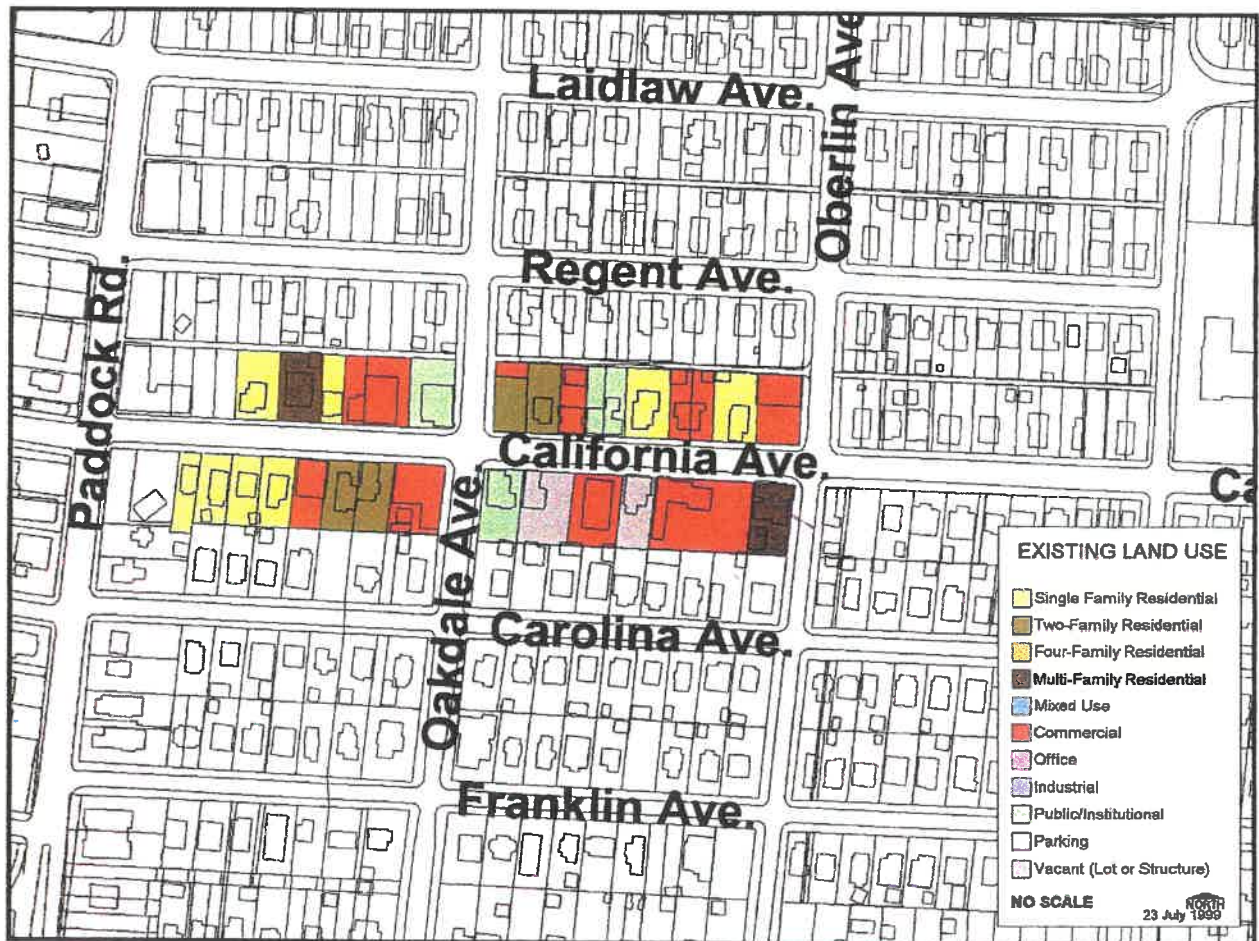 Laidlaw Ave.
Oberlin Ave
Regent Ave.
Paddock Rd.
California Ave.
Ca
Oakdale Ave.
Carolina Ave.
Franklin Ave.
EXISTING LAND USE
Single Family Residential
Two-Family Residential
Four-Family Residential
Multi-Family Residential
Mixed Use
Commercial
Office
Industrial
Public/Institutional
Parking
Vacant (Lot or Structure)
NO SCALE
NORTH
23 July 1999